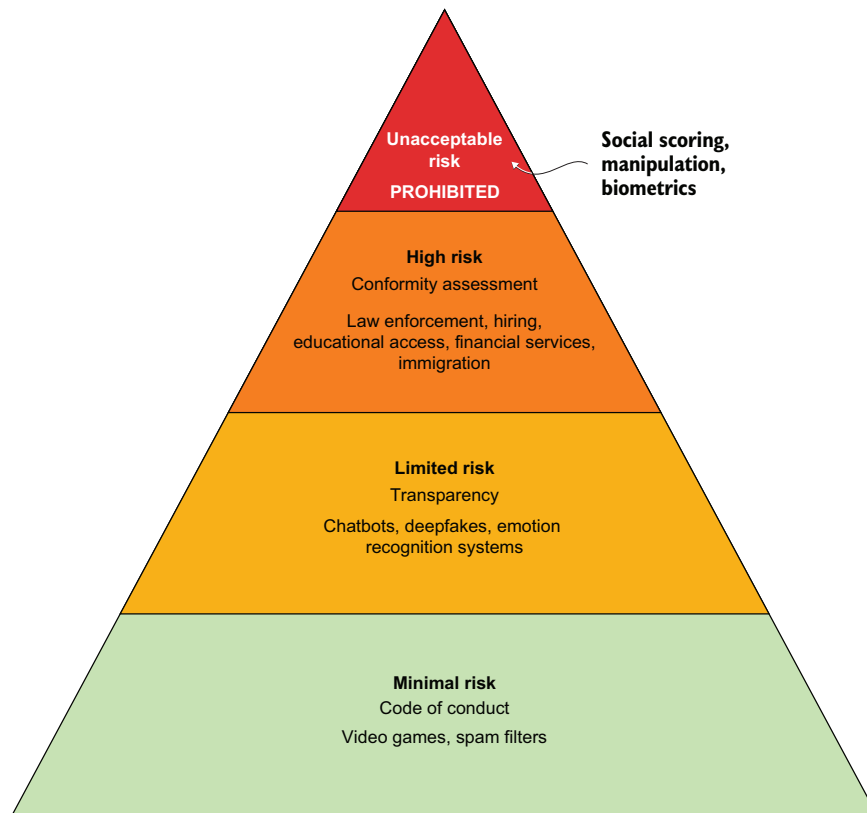 Unacceptable
risk
PROHIBITED
Social scoring,
manipulation,
biometrics
High risk
Conformity assessment
Law enforcement, hiring,
educational access, financial services,
immigration
Limited risk
Transparency
Chatbots, deepfakes, emotion
recognition systems
Minimal risk
Code of conduct
Video games, spam filters